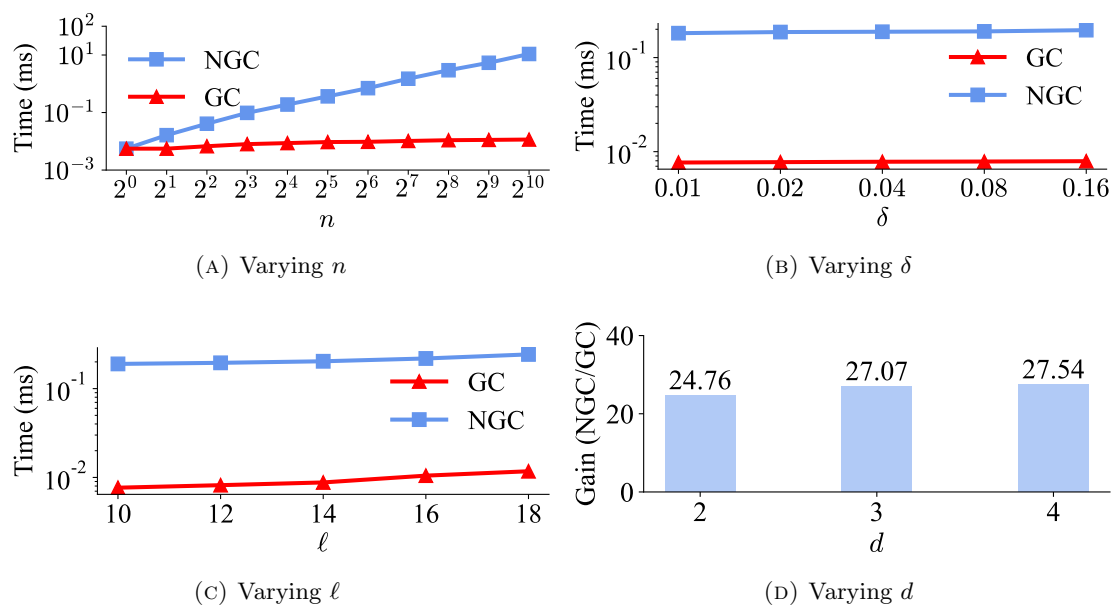 Time (ms)
10^2
10^1
10^{-1}
10^{-3}
NGC
GC
2^0 2^1 2^2 2^3 2^4 2^5 2^6 2^7 2^8 2^9 2^{10}
n
(A) Varying n
Time (ms)
10^{-1}
10^{-2}
GC
NGC
0.01 0.02 0.04 0.08 0.16
δ
(B) Varying δ
Time (ms)
10^{-1}
10^{-2}
GC
NGC
10 12 14 16 18
ℓ
(C) Varying ℓ
Gain (NGC/GC)
40
20
0
24.76 27.07 27.54
2 3 4
d
(D) Varying d